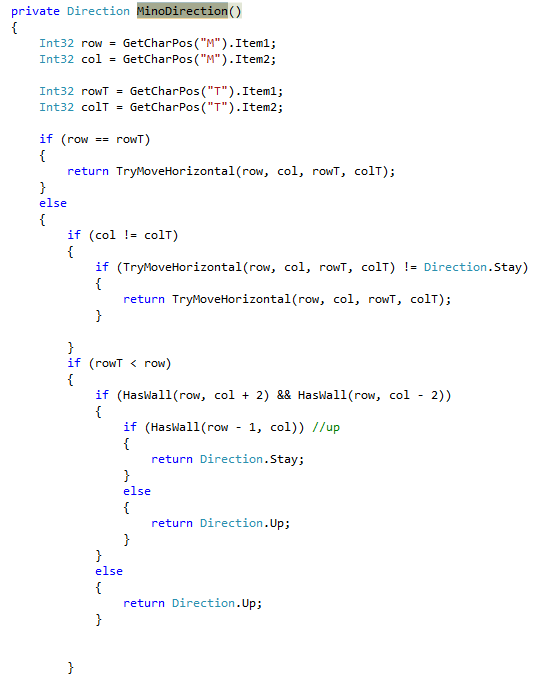 private Direction MinoDirection()
{
    Int32 row = GetCharPos("M").Item1;
    Int32 col = GetCharPos("M").Item2;

    Int32 rowT = GetCharPos("T").Item1;
    Int32 colT = GetCharPos("T").Item2;

    if (row == rowT)
    {
        return TryMoveHorizontal(row, col, rowT, colT);
    }
    else
    {
        if (col != colT)
        {
            if (TryMoveHorizontal(row, col, rowT, colT) != Direction.Stay)
            {
                return TryMoveHorizontal(row, col, rowT, colT);
            }

        }
        if (rowT < row)
        {
            if (HasWall(row, col + 2) && HasWall(row, col - 2))
            {
                if (HasWall(row - 1, col)) //up
                {
                    return Direction.Stay;
                }
                else
                {
                    return Direction.Up;
                }
            }
            else
            {
                return Direction.Up;
            }


        }